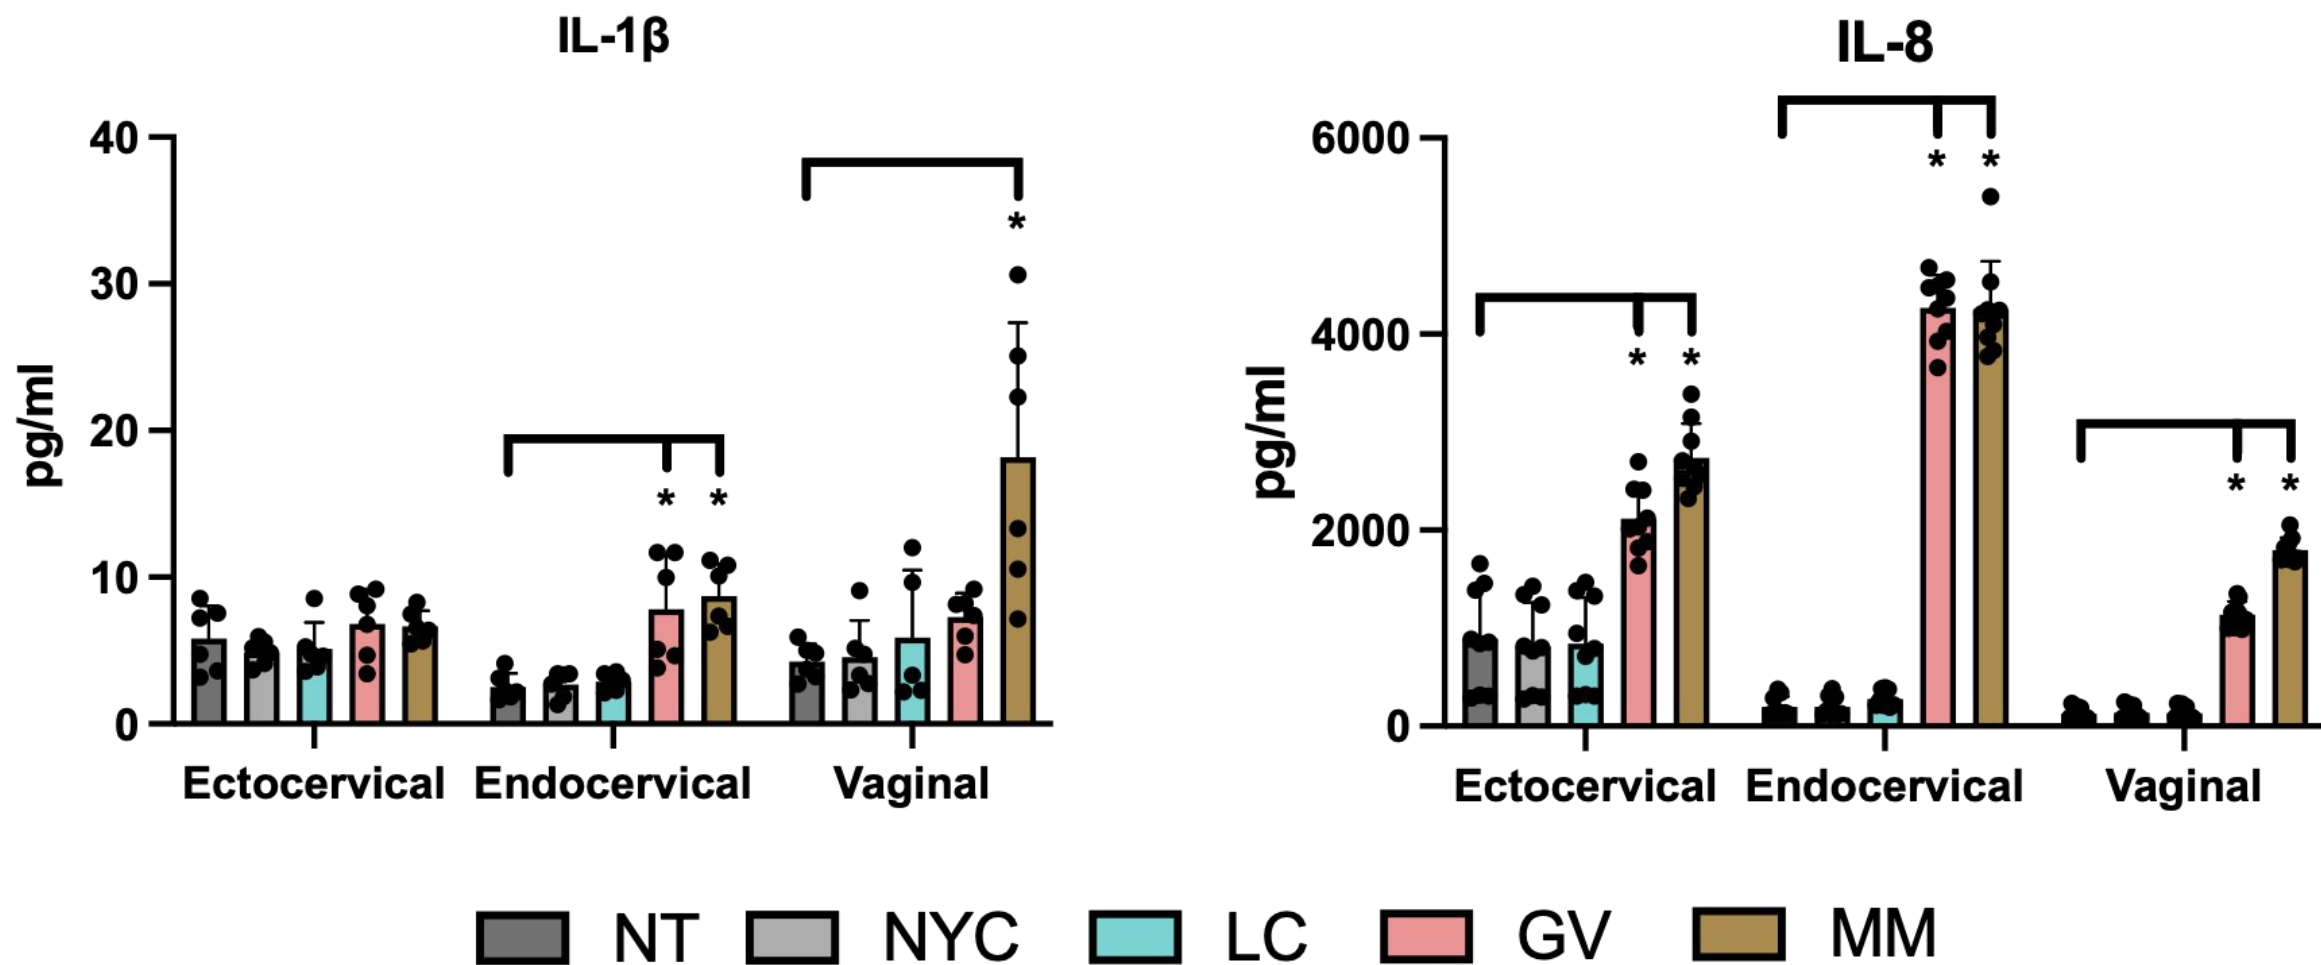 IL-1β
40
30
20
10
0
pg/ml
* * *
Ectocervical Endocervical Vaginal
IL-8
6000
4000
2000
0
pg/ml
* * * * * *
Ectocervical Endocervical Vaginal
NT NYC LC GV MM